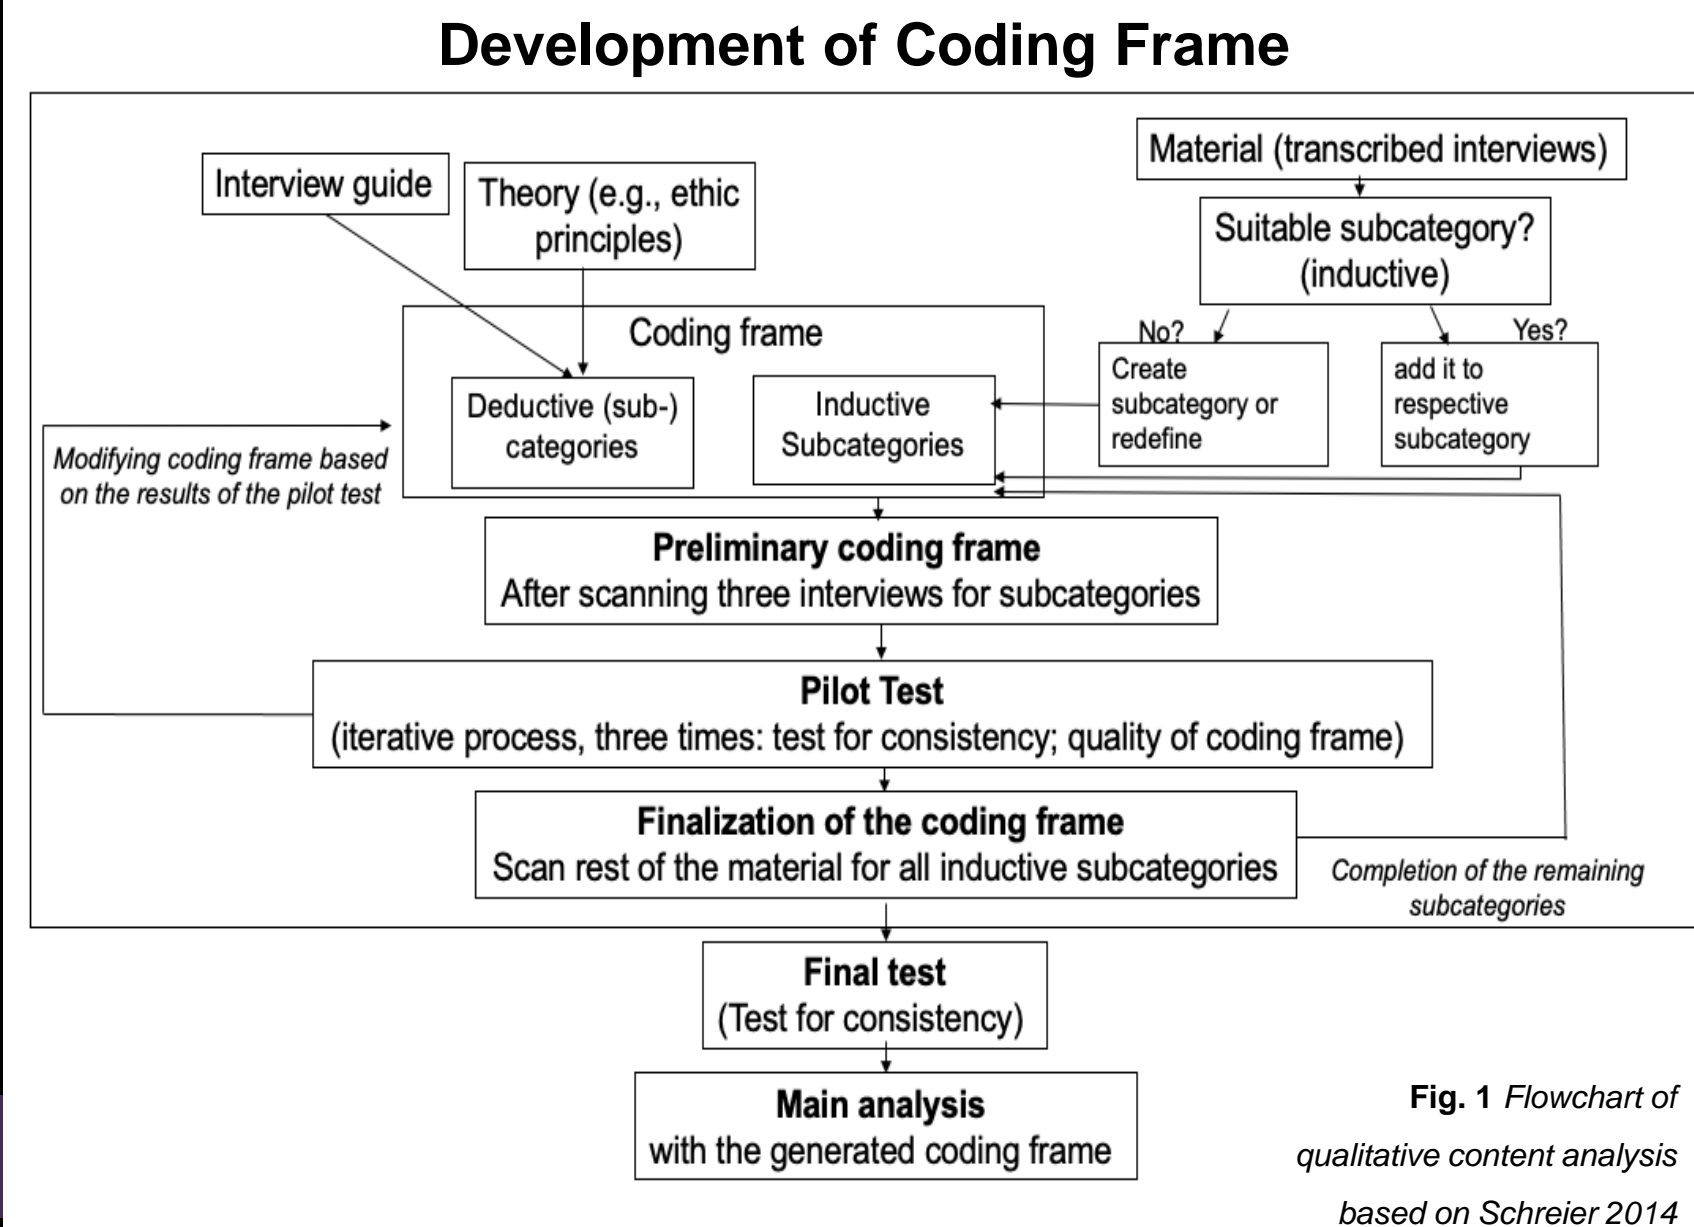 Development of Coding Frame
Interview guide
Theory (e.g., ethic
principles)
Material (transcribed interviews)
Suitable subcategory?
(inductive)
No?
Yes?
Create
subcategory or
redefine
add it to
respective
subcategory
Coding frame
Deductive (sub-)
categories
Inductive
Subcategories
Modifying coding frame based
on the results of the pilot test
Preliminary coding frame
After scanning three interviews for subcategories
Pilot Test
(iterative process, three times: test for consistency; quality of coding frame)
Finalization of the coding frame
Scan rest of the material for all inductive subcategories
Completion of the remaining
subcategories
Final test
(Test for consistency)
Main analysis
with the generated coding frame
Fig. 1 Flowchart of
qualitative content analysis
based on Schreier 2014